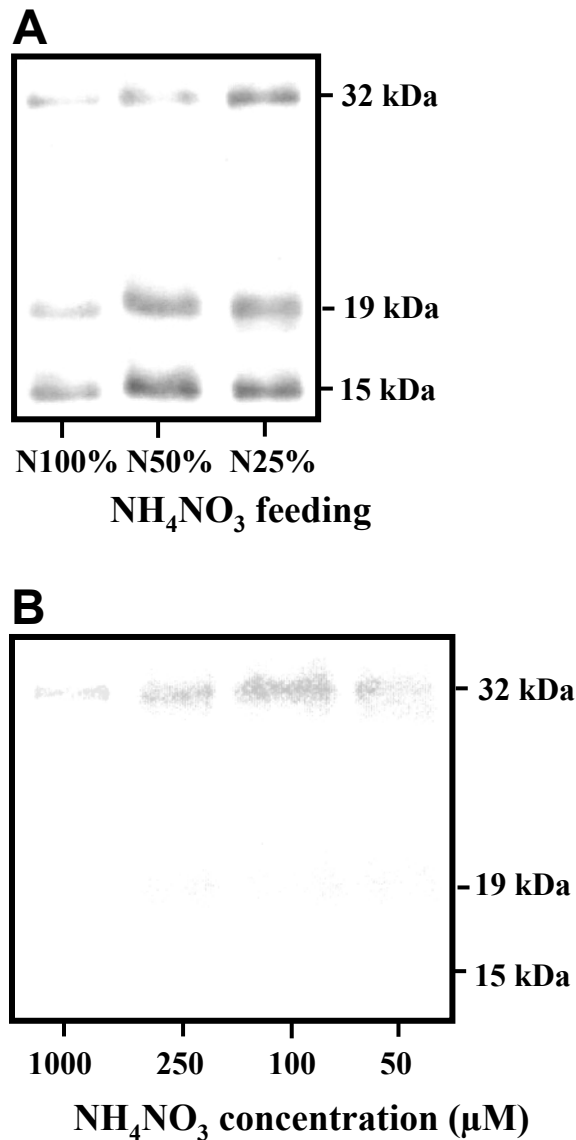 A
32 kDa
19 kDa
15 kDa
N100% N50% N25%
NH₄NO₃ feeding
B
32 kDa
19 kDa
15 kDa
1000 250 100 50
NH₄NO₃ concentration (µM)